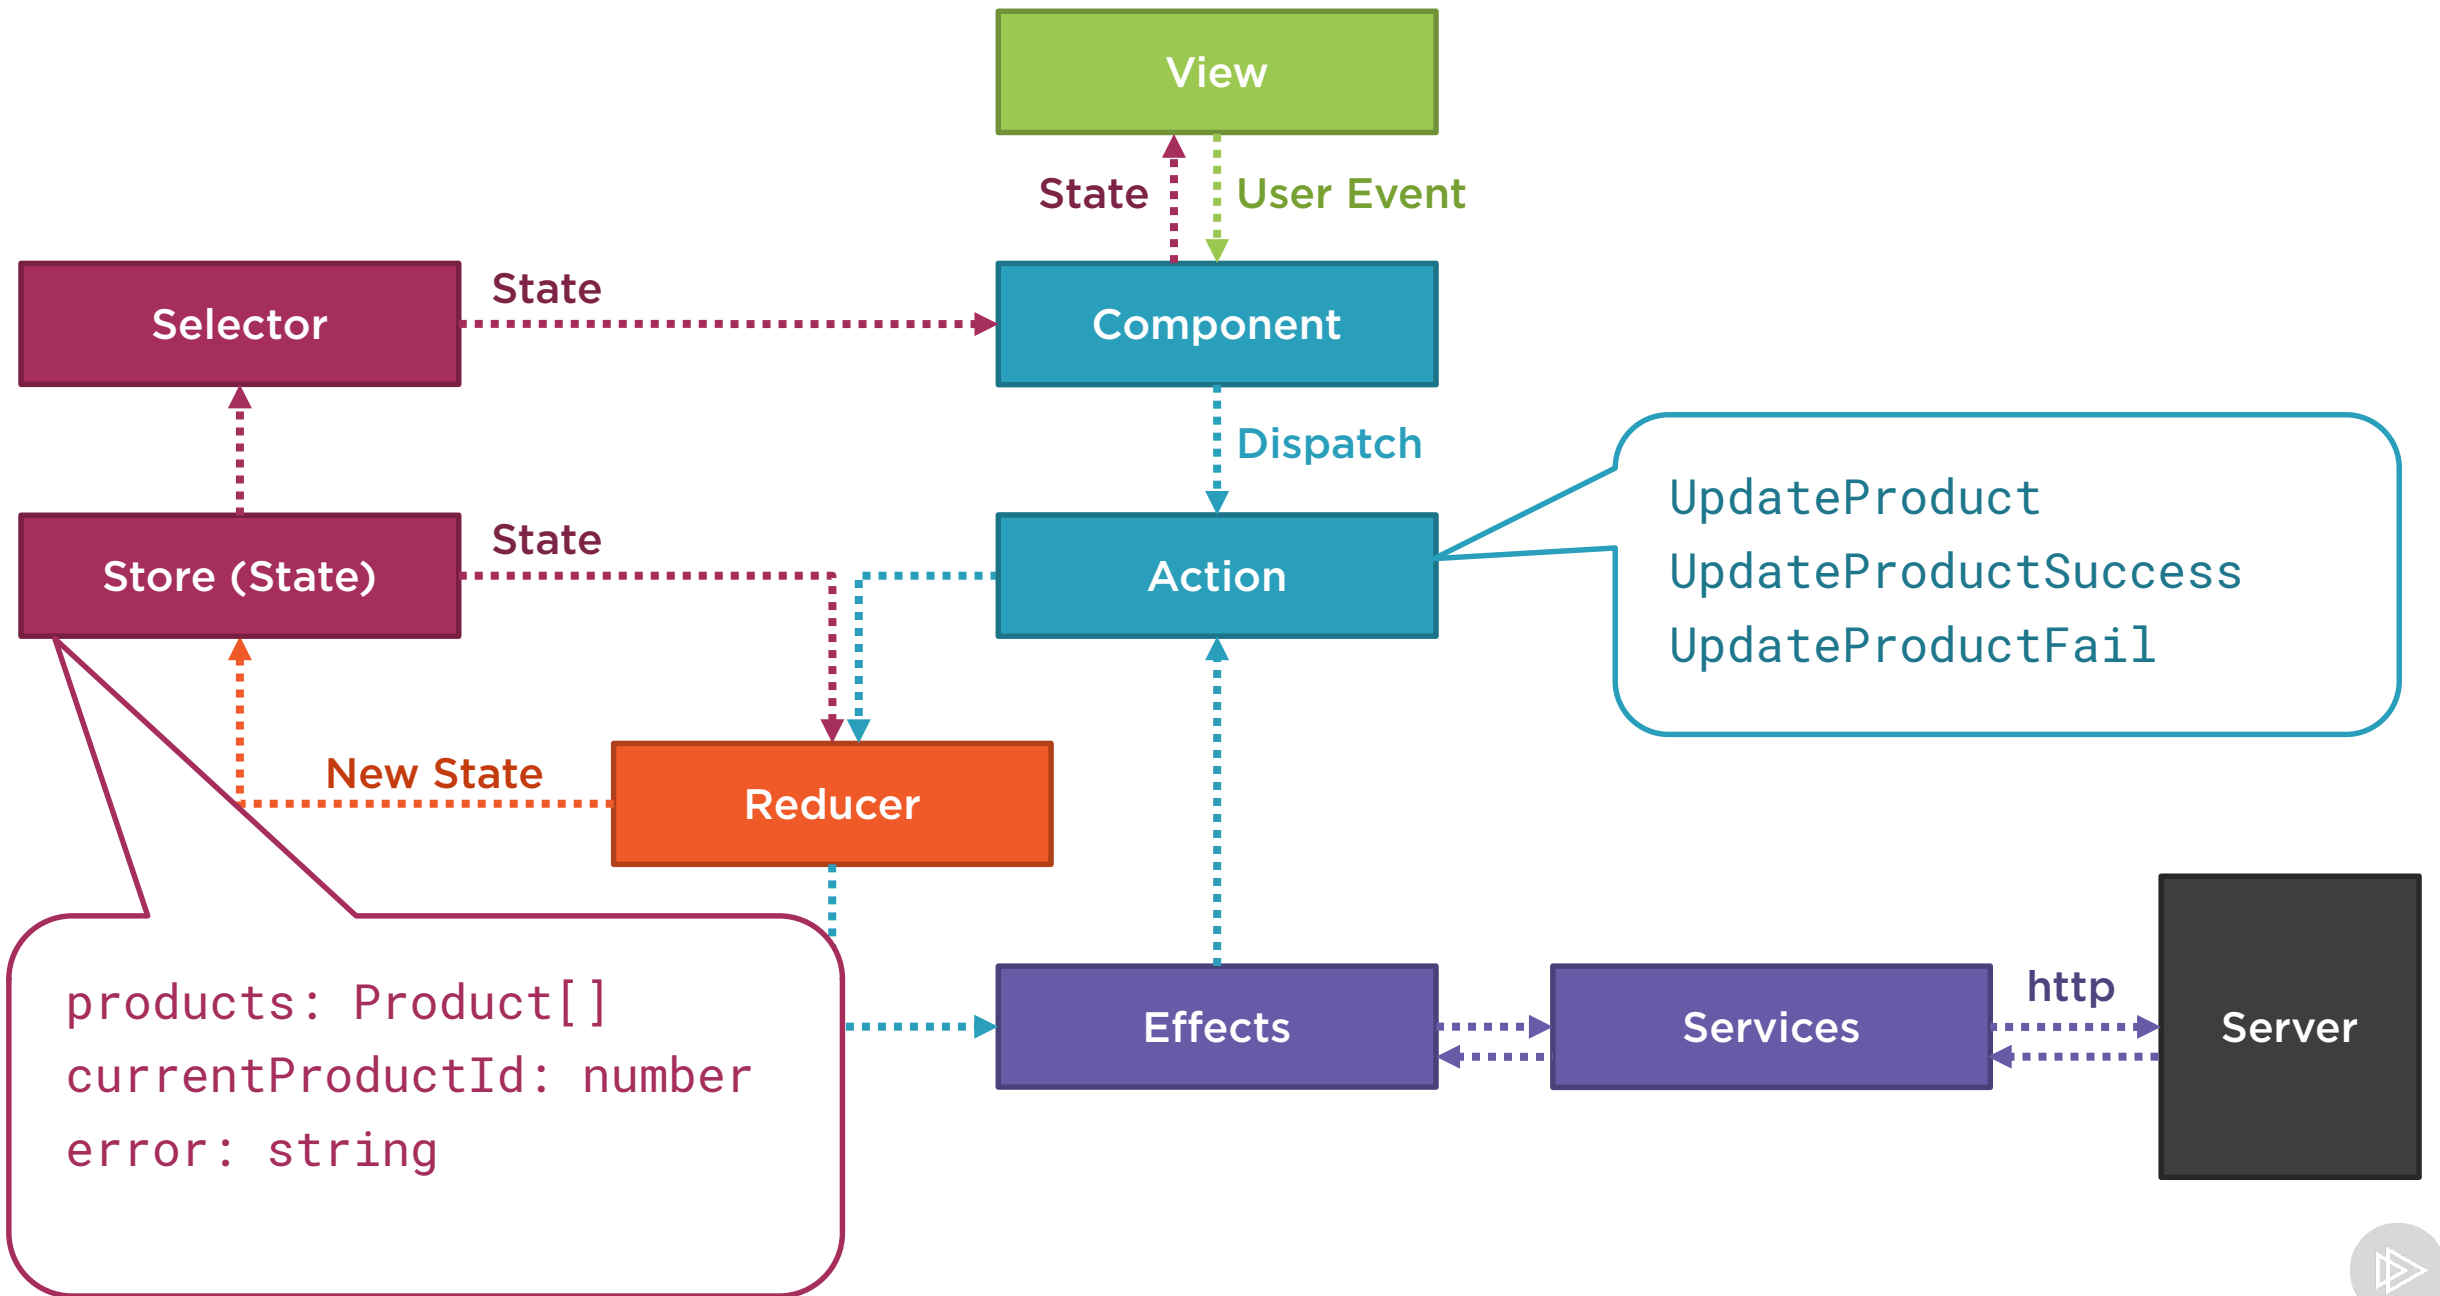 View
State
User Event
Selector
State
Component
Dispatch
UpdateProduct
UpdateProductSuccess
UpdateProductFail
Store (State)
State
Action
New State
Reducer
products: Product[]
currentProductId: number
error: string
Effects
Services
http
Server